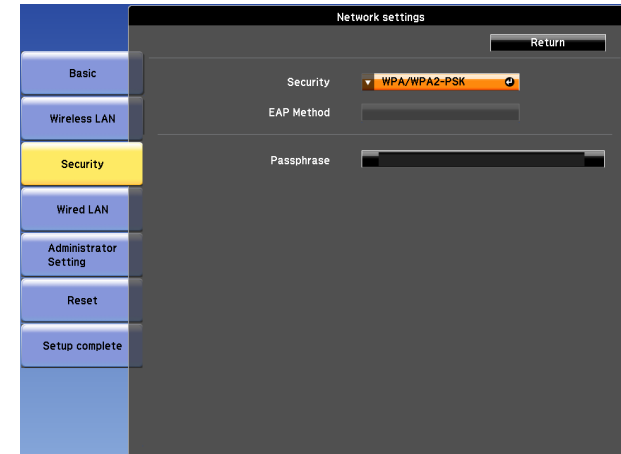 Network settings
Return
Basic
Wireless LAN
Security
Wired LAN
Administrator
Setting
Reset
Setup complete
Security
WPA/WPA2-PSK
EAP Method
Passphrase